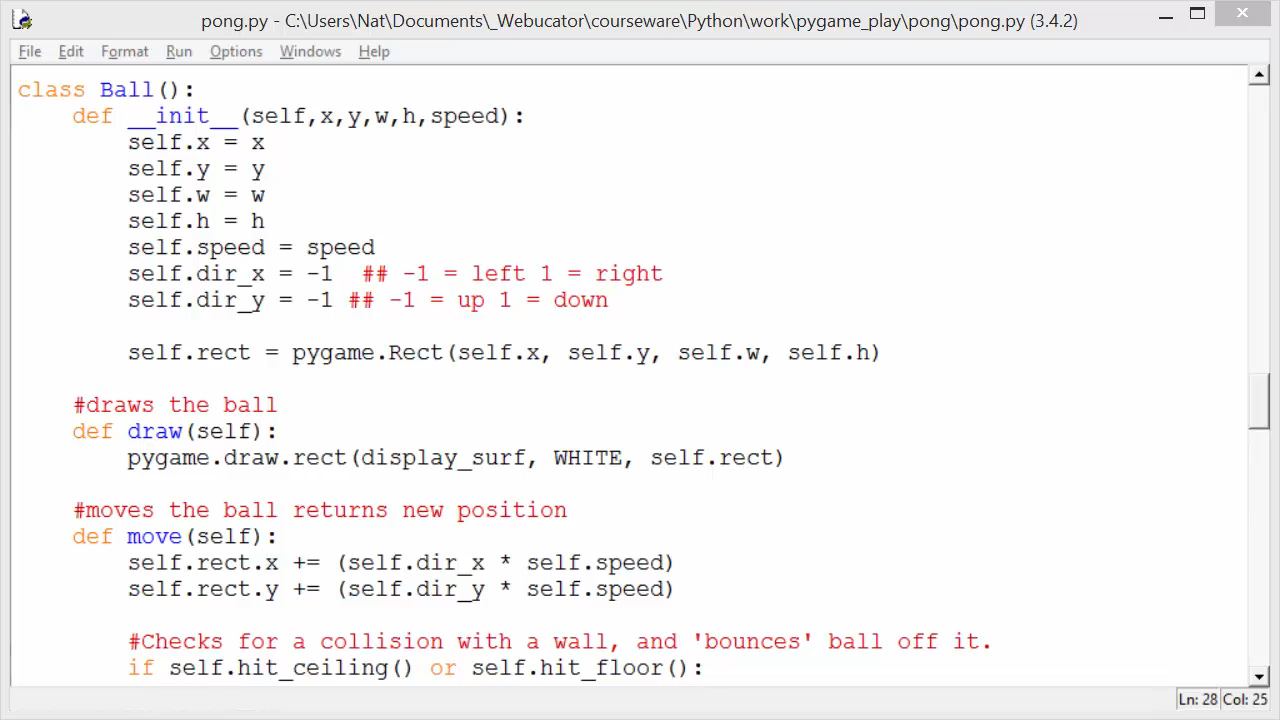 pong.py - C:\Users\Nat\Documents\_Webucator\courseware\Python\work\pygame_play\pong\pong.py (3.4.2)
File Edit Format Run Options Windows Help
class Ball():
    def __init__(self,x,y,w,h,speed):
        self.x = x
        self.y = y
        self.w = w
        self.h = h
        self.speed = speed
        self.dir_x = -1  ## -1 = left 1 = right
        self.dir_y = -1 ## -1 = up 1 = down
        self.rect = pygame.Rect(self.x, self.y, self.w, self.h)
    #draws the ball
    def draw(self):
        pygame.draw.rect(display_surf, WHITE, self.rect)
    #moves the ball returns new position
    def move(self):
        self.rect.x += (self.dir_x * self.speed)
        self.rect.y += (self.dir_y * self.speed)
        #Checks for a collision with a wall, and 'bounces' ball off it.
        if self.hit_ceiling() or self.hit_floor():
Ln: 28 Col: 25